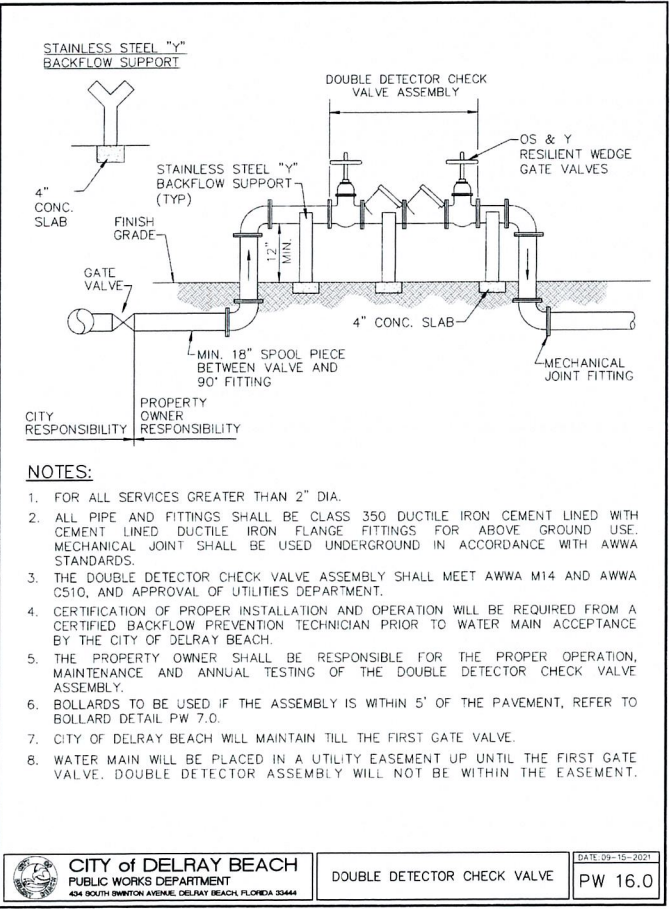 STAINLESS STEEL "Y"
BACKFLOW SUPPORT
DOUBLE DETECTOR CHECK
VALVE ASSEMBLY
OS & Y
RESILIENT WEDGE
GATE VALVES
STAINLESS STEEL "Y"
BACKFLOW SUPPORT
(TYP)
4"
CONC.
SLAB
FINISH
GRADE
12"
MIN.
GATE
VALVE
4" CONC. SLAB
MIN. 18" SPOOL PIECE
BETWEEN VALVE AND
90° FITTING
MECHANICAL
JOINT FITTING
CITY
RESPONSIBILITY
PROPERTY
OWNER
RESPONSIBILITY
NOTES:
1. FOR ALL SERVICES GREATER THAN 2" DIA.
2. ALL PIPE AND FITTINGS SHALL BE CLASS 350 DUCTILE IRON CEMENT LINED WITH
CEMENT LINED DUCTILE IRON FLANGE FITTINGS FOR ABOVE GROUND USE.
MECHANICAL JOINT SHALL BE USED UNDERGROUND IN ACCORDANCE WITH AWWA
STANDARDS.
3. THE DOUBLE DETECTOR CHECK VALVE ASSEMBLY SHALL MEET AWWA M14 AND AWWA
C510, AND APPROVAL OF UTILITIES DEPARTMENT.
4. CERTIFICATION OF PROPER INSTALLATION AND OPERATION WILL BE REQUIRED FROM A
CERTIFIED BACKFLOW PREVENTION TECHNICIAN PRIOR TO WATER MAIN ACCEPTANCE
BY THE CITY OF DELRAY BEACH.
5. THE PROPERTY OWNER SHALL BE RESPONSIBLE FOR THE PROPER OPERATION,
MAINTENANCE AND ANNUAL TESTING OF THE DOUBLE DETECTOR CHECK VALVE
ASSEMBLY.
6. BOLLARDS TO BE USED IF THE ASSEMBLY IS WITHIN 5' OF THE PAVEMENT, REFER TO
BOLLARD DETAIL PW 7.0.
7. CITY OF DELRAY BEACH WILL MAINTAIN TILL THE FIRST GATE VALVE.
8. WATER MAIN WILL BE PLACED IN A UTILITY EASEMENT UP UNTIL THE FIRST GATE
VALVE. DOUBLE DETECTOR ASSEMBLY WILL NOT BE WITHIN THE EASEMENT.
CITY of DELRAY BEACH
PUBLIC WORKS DEPARTMENT
434 SOUTH SWINTON AVENUE, DELRAY BEACH, FLORIDA 33444
DOUBLE DETECTOR CHECK VALVE
DATE:09-15-2021
PW 16.0